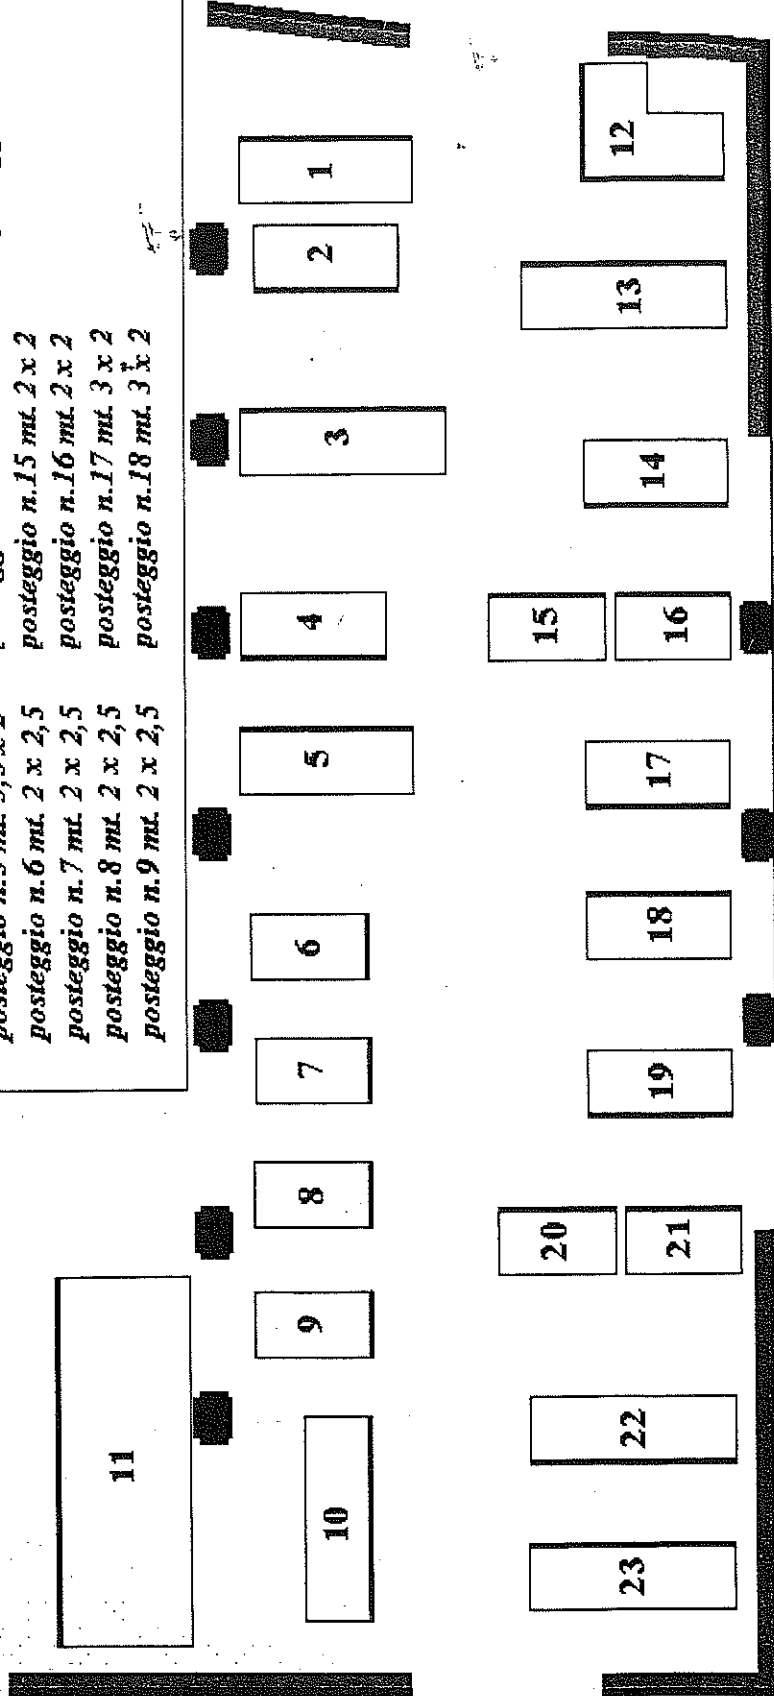 posteggio n.6 mt. 2 x 2,5
posteggio n.7 mt. 2 x 2,5
posteggio n.8 mt. 2 x 2,5
posteggio n.9 mt. 2 x 2,5
posteggio n.15 mt. 2 x 2
posteggio n.16 mt. 2 x 2
posteggio n.17 mt. 3 x 2
posteggio n.18 mt. 3 x 2
11
10
9
8
7
6
5
4
3
2
1
23
22
20
21
19
18
17
15
16
14
13
12